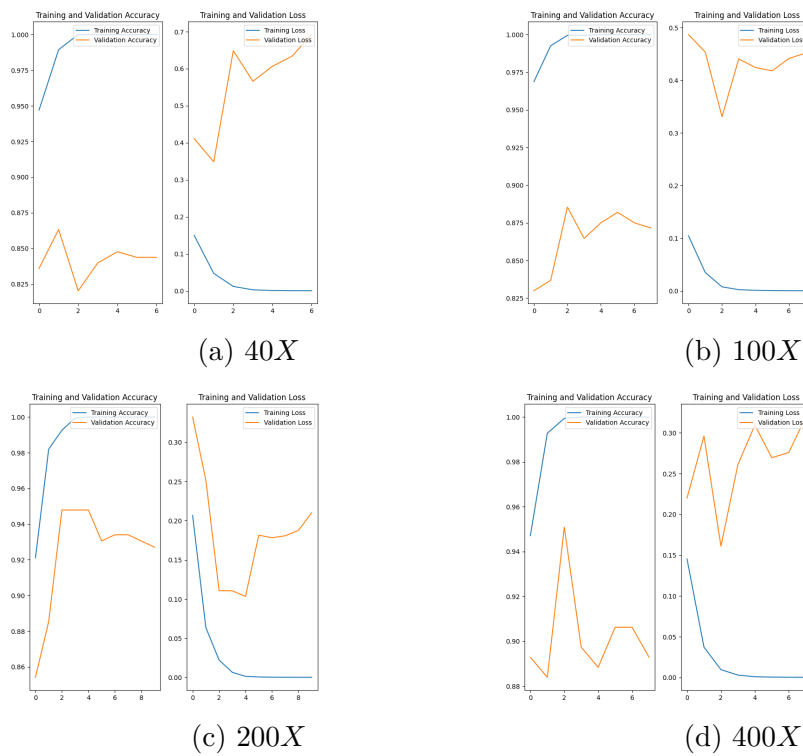 Training and Validation Accuracy
Training Accuracy
Validation Accuracy
1.000
0.975
0.950
0.925
0.900
0.875
0.850
0.825
0 2 4 6
Training and Validation Loss
Training Loss
Validation Loss
0.7
0.6
0.5
0.4
0.3
0.2
0.1
0.0
0 1 2 3 4 5 6
(a) 40X
Training and Validation Accuracy
Training Accuracy
Validation Accuracy
1.000
0.975
0.950
0.925
0.900
0.875
0.850
0.825
0 2 4 6
Training and Validation Loss
Training Loss
Validation Loss
0.5
0.4
0.3
0.2
0.1
0.0
0 2 4 6
(b) 100X
Training and Validation Accuracy
Training Accuracy
Validation Accuracy
1.00
0.98
0.96
0.94
0.92
0.90
0.88
0.86
0 2 4 6 8
Training and Validation Loss
Training Loss
Validation Loss
0.30
0.25
0.20
0.15
0.10
0.05
0.00
0 2 4 6 8
(c) 200X
Training and Validation Accuracy
Training Accuracy
Validation Accuracy
1.00
0.98
0.96
0.94
0.92
0.90
0.88
0 2 4 6
Training and Validation Loss
Training Loss
Validation Loss
0.30
0.25
0.20
0.15
0.10
0.05
0.00
0 2 4 6
(d) 400X